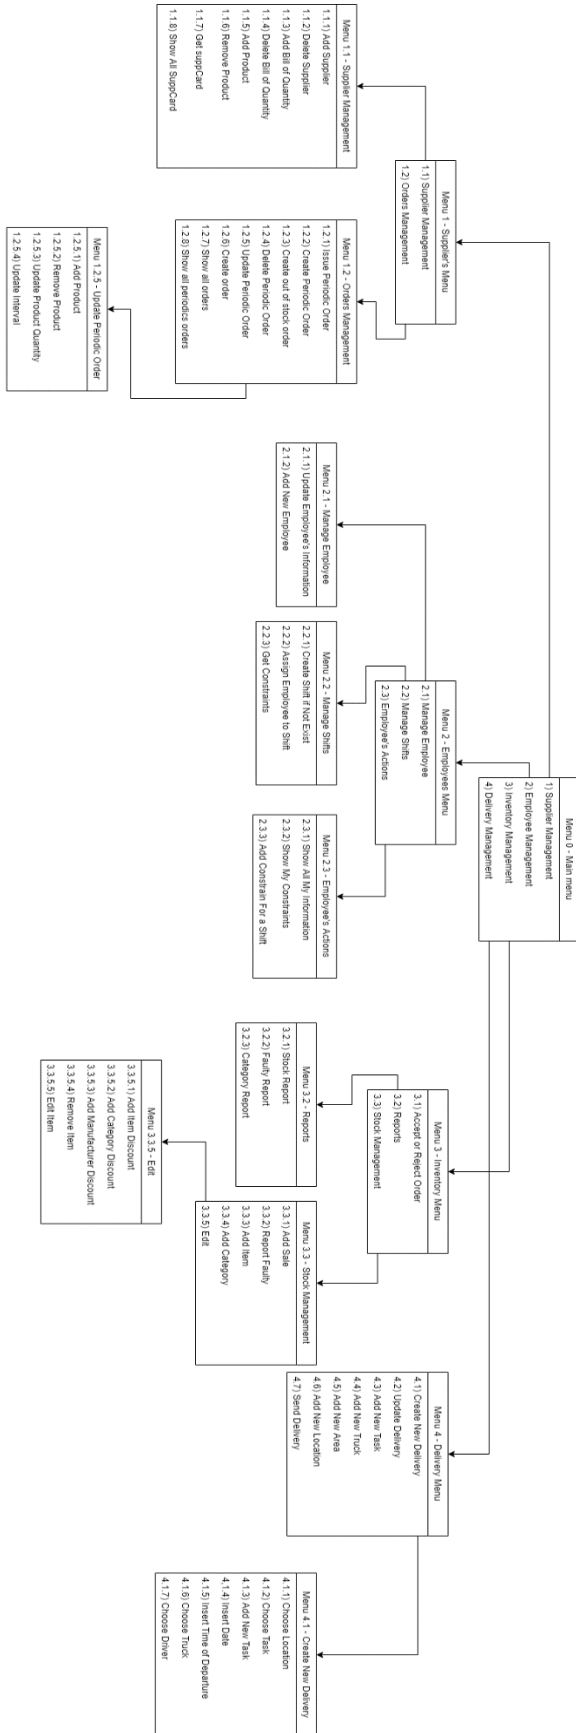 Menu 0 - Main menu
1) Supplier Management
2) Employee Management
3) Inventory Management
4) Delivery Management
Menu 1 - Supplier's Menu
1.1) Supplier Management
1.2) Orders Management
Menu 2 - Employees Menu
2.1) Manage Employee
2.2) Manage Shifts
2.3) Employee's Actions
Menu 3 - Inventory Menu
3.1) Accept or Reject Order
3.2) Reports
3.3) Stock Management
Menu 4 - Delivery Menu
4.1) Create New Delivery
4.2) Update Delivery
4.3) Add New Task
4.4) Add New Truck
4.5) Add New Area
4.6) Add New Location
4.7) Send Delivery
Menu 1.1 - Supplier Management
1.1.1) Add Supplier
1.1.2) Delete Supplier
1.1.3) Add Bill of Quantity
1.1.4) Delete Bill of Quantity
1.1.5) Add Product
1.1.6) Remove Product
1.1.7) Get suppCard
1.1.8) Show All SuppCard
Menu 1.2 - Orders Management
1.2.1) Issue Periodic Order
1.2.2) Create Periodic Order
1.2.3) Create out of stock order
1.2.4) Delete Periodic Order
1.2.5) Update Periodic Order
1.2.6) Create order
1.2.7) Show all orders
1.2.8) Show all periodics orders
Menu 2.1 - Manage Employee
2.1.1) Update Employee's Information
2.1.2) Add New Employee
Menu 2.2 - Manage Shifts
2.2.1) Create Shift if Not Exist
2.2.2) Assign Employee to Shift
2.2.3) Get Constraints
Menu 2.3 - Employee's Actions
2.3.1) Show All My Information
2.3.2) Show My Constraints
2.3.3) Add Constrain For a Shift
Menu 3.2 - Reports
3.2.1) Stock Report
3.2.2) Faulty Report
3.2.3) Category Report
Menu 3.3 - Stock Management
3.3.1) Add Sale
3.3.2) Report Faulty
3.3.3) Add Item
3.3.4) Add Category
3.3.5) Edit
Menu 4.1 - Create New Delivery
4.1.1) Choose Location
4.1.2) Choose Task
4.1.3) Add New Task
4.1.4) Insert Date
4.1.5) Insert Time of Departure
4.1.6) Choose Truck
4.1.7) Choose Driver
Menu 1.2.5 - Update Periodic Order
1.2.5.1) Add Product
1.2.5.2) Remove Product
1.2.5.3) Update Product Quantity
1.2.5.4) Update Interval
Menu 3.3.5 - Edit
3.3.5.1) Add Item Discount
3.3.5.2) Add Category Discount
3.3.5.3) Add Manufacturer Discount
3.3.5.4) Remove Item
3.3.5.5) Edit Item